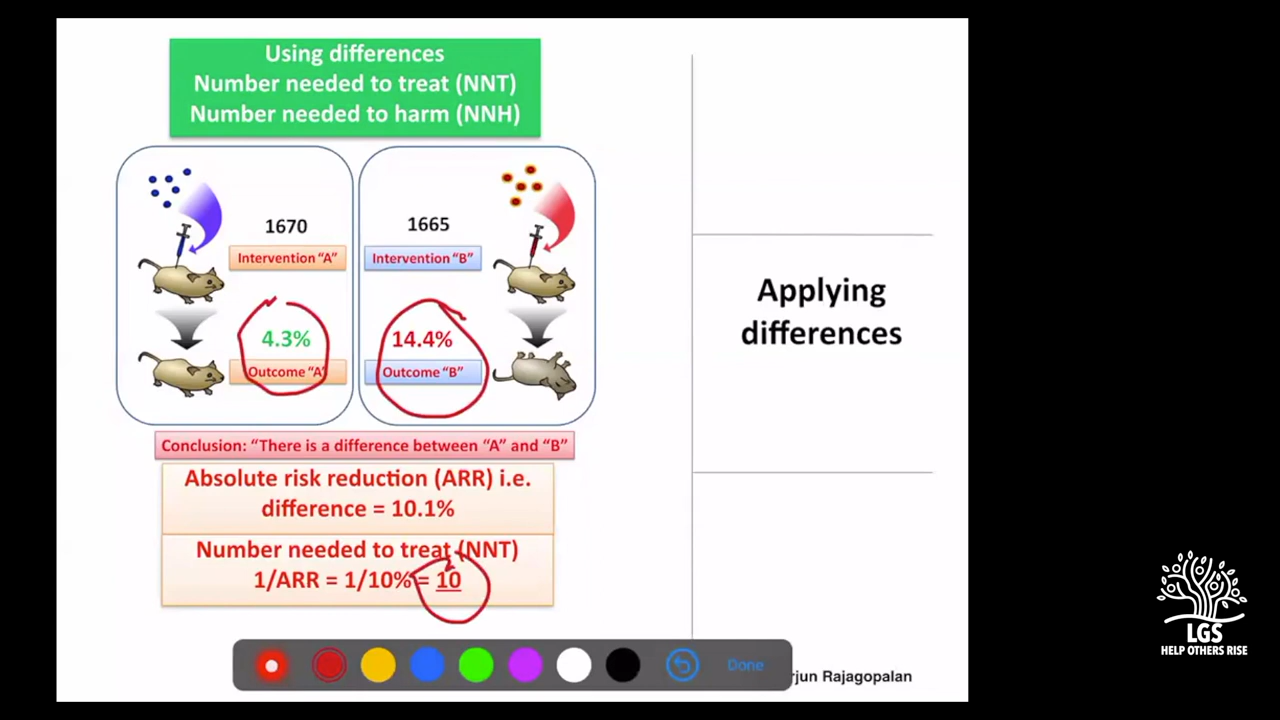 Using differences
Number needed to treat (NNT)
Number needed to harm (NNH)
1670
1665
Intervention "A"
Intervention "B"
4.3%
14.4%
Outcome "A"
Outcome "B"
Conclusion: "There is a difference between "A" and "B"
Absolute risk reduction (ARR) i.e.
difference = 10.1%
Number needed to treat (NNT)
1/ARR = 1/10% = 10
Applying
differences
Done
rjun Rajagopalan
LGS
HELP OTHERS RISE